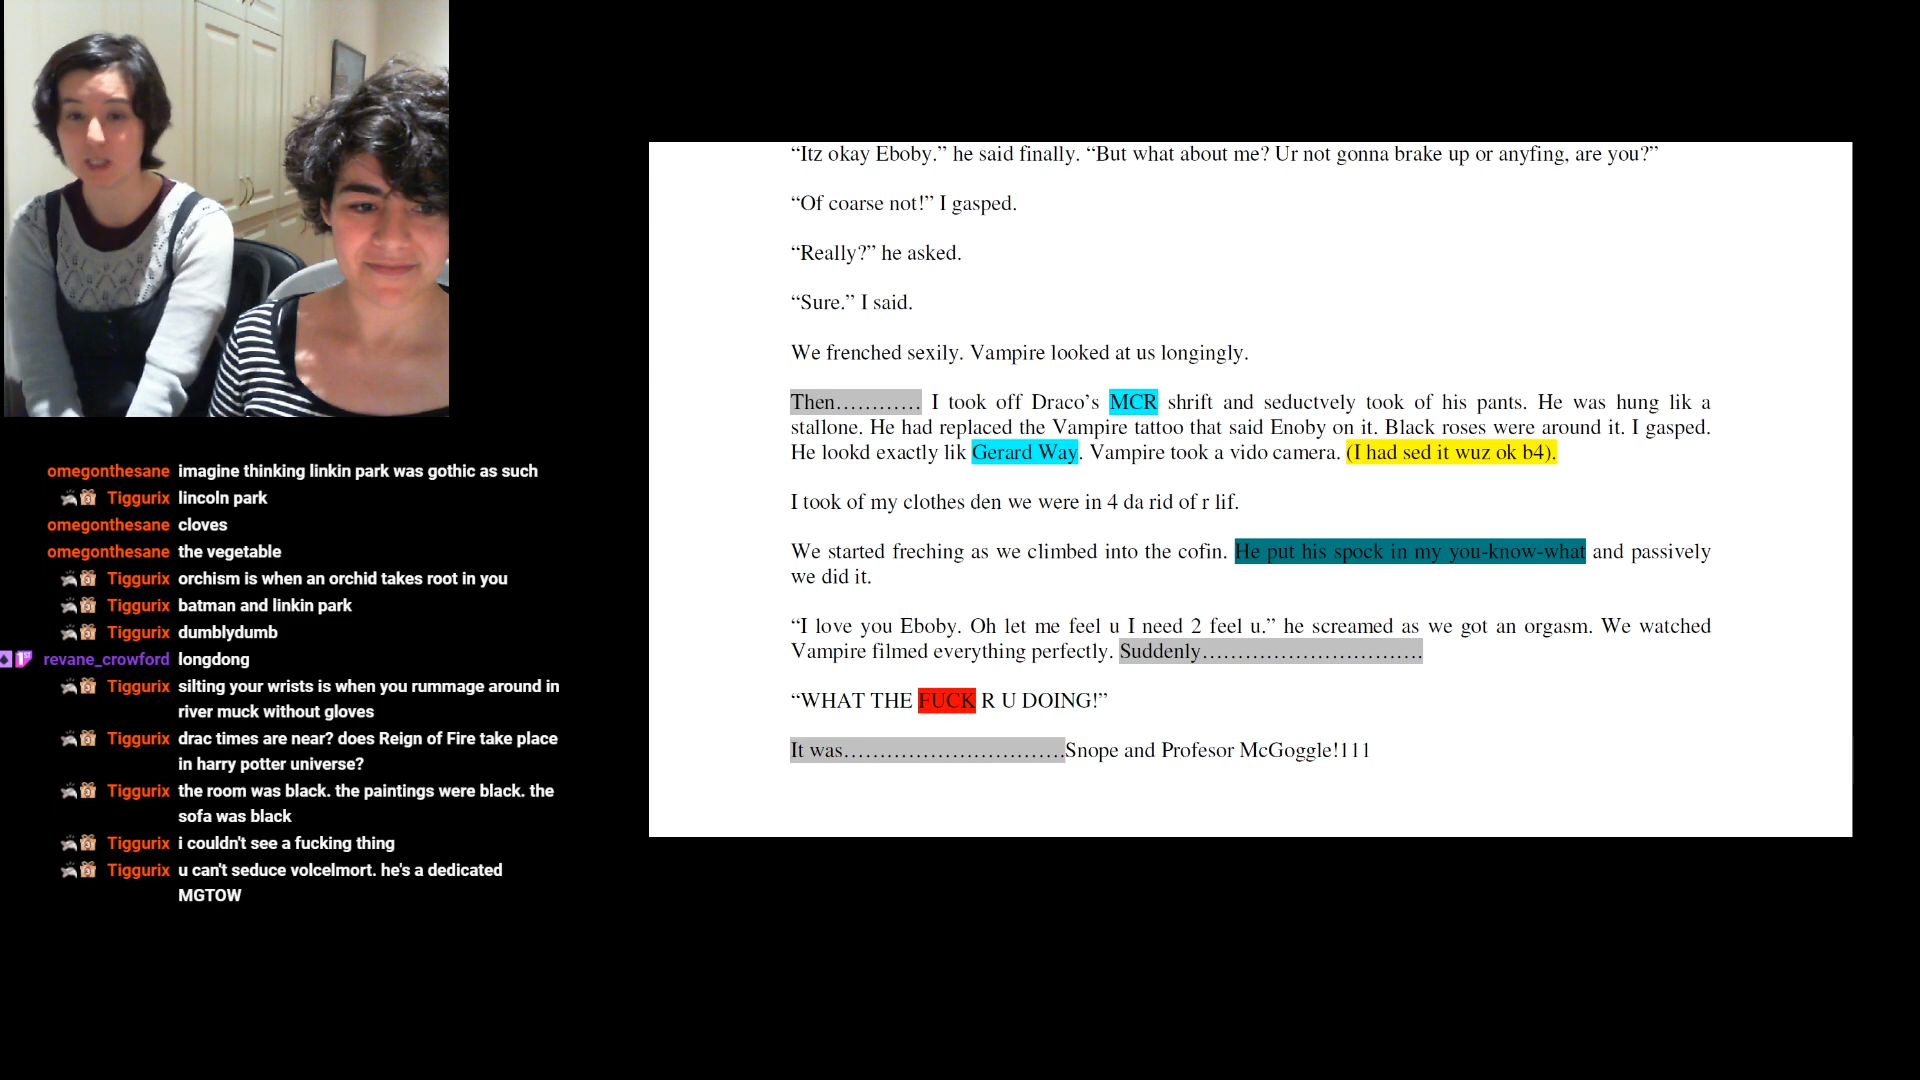 omegonthesane imagine thinking linkin park was gothic as such
Tiggurix lincoln park
omegonthesane cloves
omegonthesane the vegetable
Tiggurix orchism is when an orchid takes root in you
Tiggurix batman and linkin park
Tiggurix dumblydumb
revane_crowford longdong
Tiggurix silting your wrists is when you rummage around in
river muck without gloves
Tiggurix drac times are near? does Reign of Fire take place
in harry potter universe?
Tiggurix the room was black. the paintings were black. the
sofa was black
Tiggurix i couldn't see a fucking thing
Tiggurix u can't seduce volcelmort. he's a dedicated
MGTOW
“Itz okay Eboby.” he said finally. “But what about me? Ur not gonna brake up or anyfing, are you?”
“Of coarse not!” I gasped.
“Really?” he asked.
“Sure.” I said.
We frenched sexily. Vampire looked at us longingly.
Then………… I took off Draco’s MCR shrift and seductvely took of his pants. He was hung lik a
stallone. He had replaced the Vampire tattoo that said Enoby on it. Black roses were around it. I gasped.
He lookd exactly lik Gerard Way. Vampire took a vido camera. (I had sed it wuz ok b4).
I took of my clothes den we were in 4 da rid of r lif.
We started freching as we climbed into the cofin. He put his spock in my you-know-what and passively
we did it.
“I love you Eboby. Oh let me feel u I need 2 feel u.” he screamed as we got an orgasm. We watched
Vampire filmed everything perfectly. Suddenly……………………………….
“WHAT THE FUCK R U DOING!”
It was……………………………….Snope and Profesor McGoggle!111